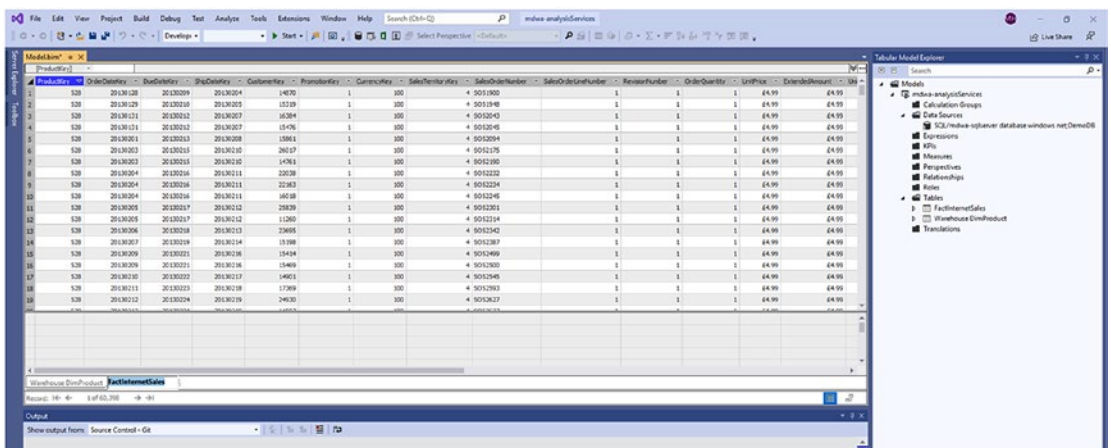 File Edit View Project Build Debug Test Analyze Tools Extensions Window Help Search (Ctrl+Q) mdwa-analysisServices
Develop Start Select Perspective <Default> Live Share
Model.bim*
[ProductKey]
ProductKey OrderDateKey DueDateKey ShipDateKey CustomerKey PromotionKey CurrencyKey SalesTerritoryKey SalesOrderNumber SalesOrderLineNumber RevisionNumber OrderQuantity UnitPrice ExtendedAmount
1 528 20130128 20130209 20130204 14870 1 100 4 SO51900 1 1 1 £4.99 £4.99
2 528 20130129 20130210 20130205 15319 1 100 4 SO51948 1 1 1 £4.99 £4.99
3 528 20130131 20130212 20130207 16384 1 100 4 SO52043 1 1 1 £4.99 £4.99
4 528 20130131 20130212 20130207 15476 1 100 4 SO52045 1 1 1 £4.99 £4.99
5 528 20130201 20130213 20130208 15861 1 100 4 SO52094 1 1 1 £4.99 £4.99
6 528 20130203 20130215 20130210 26017 1 100 4 SO52175 1 1 1 £4.99 £4.99
7 528 20130203 20130215 20130210 14761 1 100 4 SO52190 1 1 1 £4.99 £4.99
8 528 20130204 20130216 20130211 22038 1 100 4 SO52232 1 1 1 £4.99 £4.99
9 528 20130204 20130216 20130211 22163 1 100 4 SO52234 1 1 1 £4.99 £4.99
10 528 20130204 20130216 20130211 16018 1 100 4 SO52245 1 1 1 £4.99 £4.99
11 528 20130205 20130217 20130212 25839 1 100 4 SO52301 1 1 1 £4.99 £4.99
12 528 20130205 20130217 20130212 11260 1 100 4 SO52314 1 1 1 £4.99 £4.99
13 528 20130206 20130218 20130213 23695 1 100 4 SO52342 1 1 1 £4.99 £4.99
14 528 20130207 20130219 20130214 15198 1 100 4 SO52387 1 1 1 £4.99 £4.99
15 528 20130209 20130221 20130216 15414 1 100 4 SO52499 1 1 1 £4.99 £4.99
16 528 20130209 20130221 20130216 15469 1 100 4 SO52500 1 1 1 £4.99 £4.99
17 528 20130210 20130222 20130217 14901 1 100 4 SO52545 1 1 1 £4.99 £4.99
18 528 20130211 20130223 20130218 17369 1 100 4 SO52593 1 1 1 £4.99 £4.99
19 528 20130212 20130224 20130219 24930 1 100 4 SO52627 1 1 1 £4.99 £4.99
Warehouse DimProduct FactInternetSales
Record: 1 of 60,398
Output
Show output from: Source Control - Git
Server Explorer
Toolbox
Tabular Model Explorer
Search
Models
mdwa-analysisServices
Calculation Groups
Data Sources
SQL/mdwa-sqlserver database windows net;DemoDB
Expressions
KPIs
Measures
Perspectives
Relationships
Roles
Tables
FactInternetSales
Warehouse DimProduct
Translations